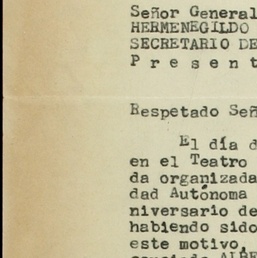 Señor General
HERMENEGILDO
SECRETARIO DE
P r e s e n t
Respetado Señ
El día d
en el Teatro
da organizada
dad Autónoma
niversario de
habiendo sido
este motivo,